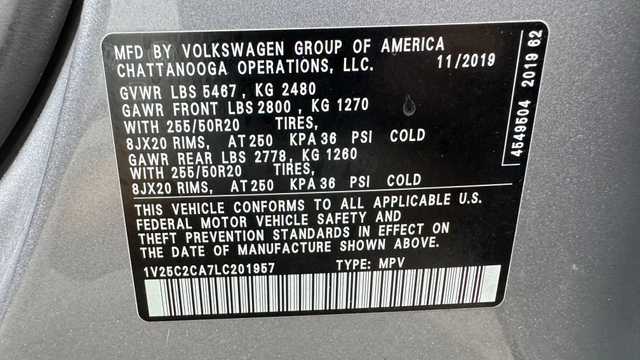 MFD BY VOLKSWAGEN GROUP OF AMERICA
CHATTANOOGA OPERATIONS, LLC. 11/2019
GVWR LBS 5467, KG 2480
GAWR FRONT LBS 2800, KG 1270
WITH 255/50R20 TIRES,
8JX20 RIMS, AT 250 KPA 36 PSI COLD
GAWR REAR LBS 2778, KG 1260
WITH 255/50R20 TIRES,
8JX20 RIMS, AT 250 KPA 36 PSI COLD
THIS VEHICLE CONFORMS TO ALL APPLICABLE U.S.
FEDERAL MOTOR VEHICLE SAFETY AND
THEFT PREVENTION STANDARDS IN EFFECT ON
THE DATE OF MANUFACTURE SHOWN ABOVE.
1V25C2CA7LC201957 TYPE: MPV
4549504 2019 62